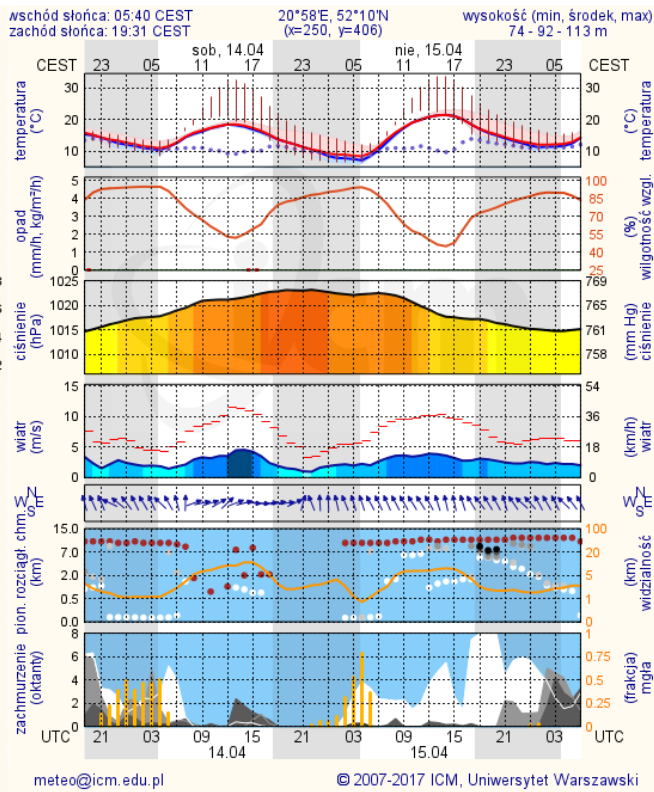 wschód słońca: 05:40 CEST 20°58'E, 52°10'N wysokość (min, środek, max)
zachód słońca: 19:31 CEST (x=250, y=406) 74 - 92 - 113 m
sob, 14.04 nie, 15.04
CEST 23 05 11 17 23 05 11 17 23 05 CEST
temperatura (°C) 30 20 10 30 20 10 (°C) temperatura
opad (mm/h, kg/m²/h) 5 4 3 2 1 0 100 85 70 55 40 25 (%) wilgotność wzgl.
ciśnienie (hPa) 1025 1020 1015 1010 769 765 761 758 (mm Hg) ciśnienie
wiatr (m/s) 15 10 5 0 54 36 18 0 (km/h) wiatr
N W E S N W E S
pion. rozciągł. chm. (km) 15.0 7.0 2.0 0.5 0.0 100 20 5 1 0 (km) widzialność
zachmurzenie (oktanty) 8 6 4 2 0 1 0.75 0.5 0.25 0 (frakcja) mgła
UTC 21 03 09 15 21 03 09 15 21 03 UTC
14.04 15.04
meteo@icm.edu.pl © 2007-2017 ICM, Uniwersytet Warszawski